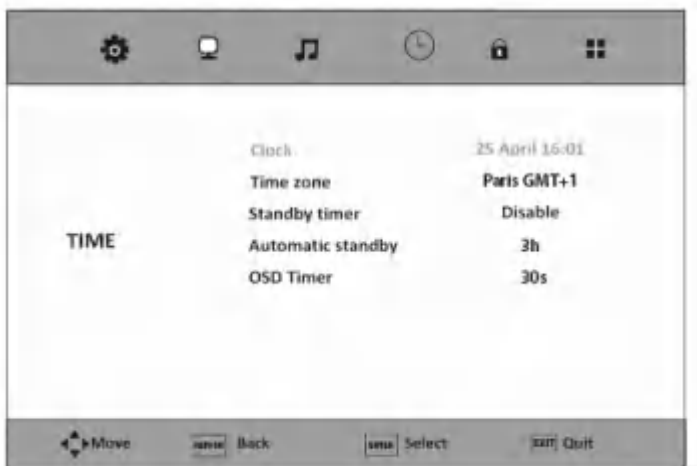 Clock 25 April 16:01
Time zone Paris GMT+1
Standby timer Disable
TIME
Automatic standby 3h
OSD Timer 30s
Move Back Select EXIT Quit